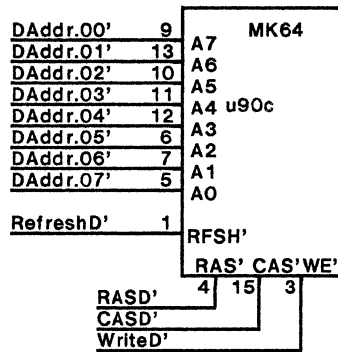 MK64
DAddr.00' 9 A7
DAddr.01' 13 A6
DAddr.02' 10 A5
DAddr.03' 11 A4 u90c
DAddr.04' 12 A3
DAddr.05' 6 A2
DAddr.06' 7 A1
DAddr.07' 5 A0
RefreshD' 1 RFSH'
RAS' CAS' WE'
4 15 3
RASD'
CASD'
WriteD'